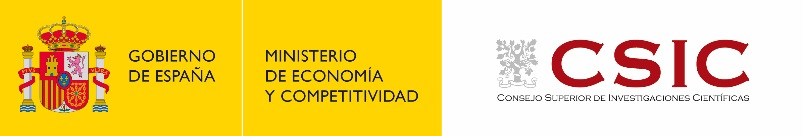 GOBIERNO
DE ESPAÑA
MINISTERIO
DE ECONOMÍA
Y COMPETITIVIDAD
CSIC
CONSEJO SUPERIOR DE INVESTIGACIONES CIENTÍFICAS